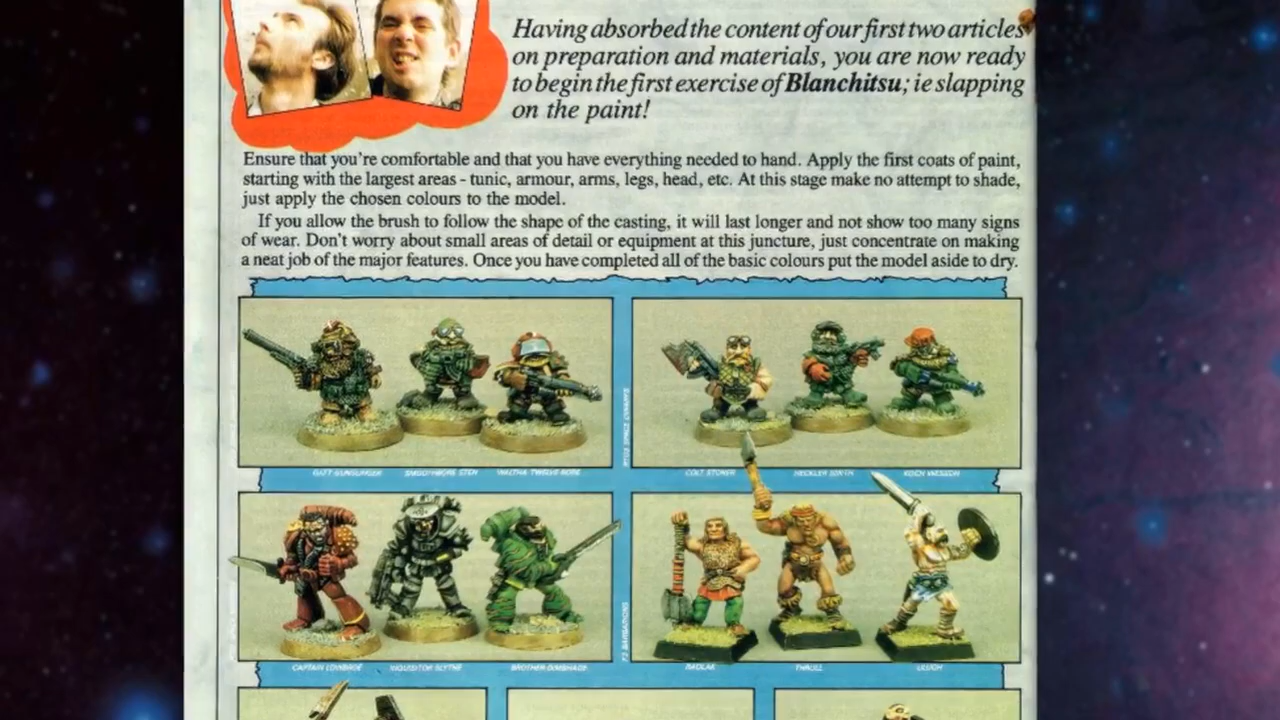 Having absorbed the content of our first two articles
on preparation and materials, you are now ready
to begin the first exercise of Blanchitsu; ie slapping
on the paint!
Ensure that you're comfortable and that you have everything needed to hand. Apply the first coats of paint,
starting with the largest areas - tunic, armour, arms, legs, head, etc. At this stage make no attempt to shade,
just apply the chosen colours to the model.
If you allow the brush to follow the shape of the casting, it will last longer and not show too many signs
of wear. Don't worry about small areas of detail or equipment at this juncture, just concentrate on making
a neat job of the major features. Once you have completed all of the basic colours put the model aside to dry.
COLT STONER
BROTHER DIMSHADE
THRULL